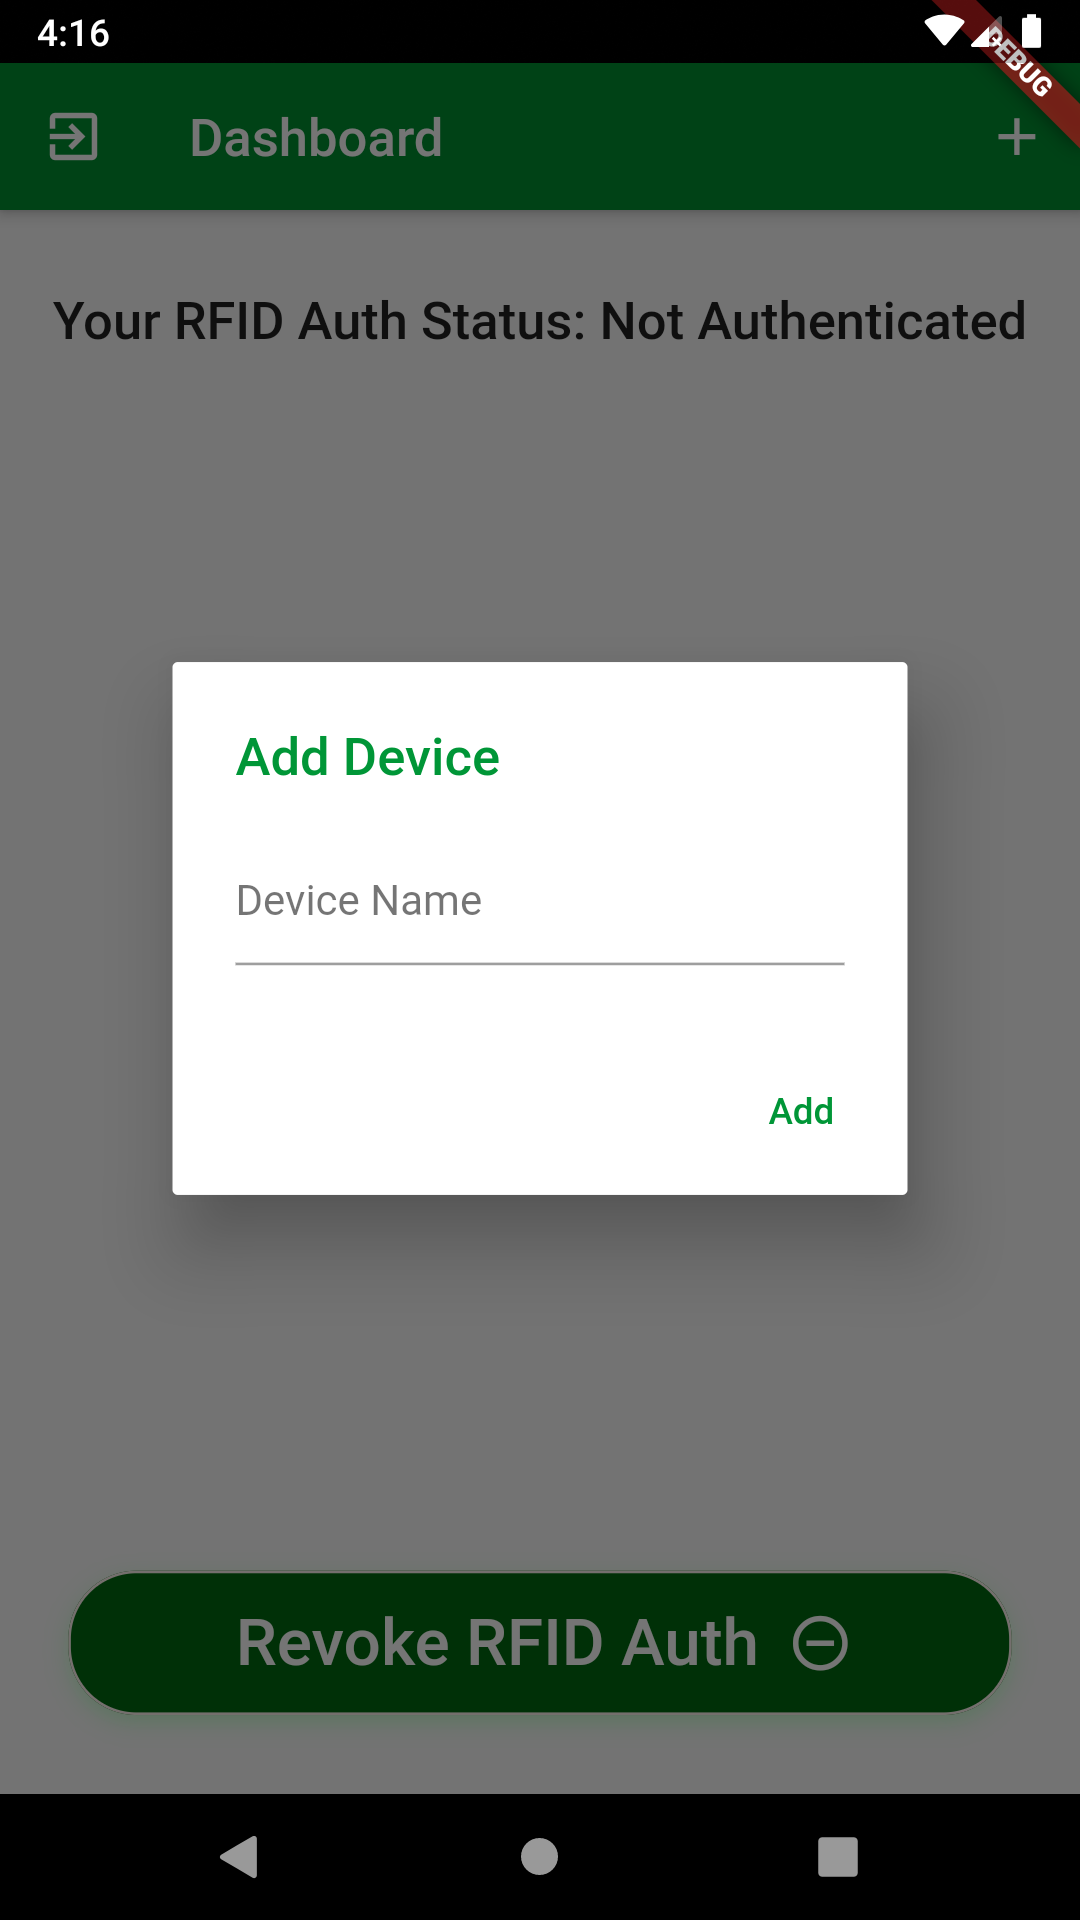 4:16
DEBUG
Dashboard
Your RFID Auth Status: Not Authenticated
Add Device
Device Name
Add
Revoke RFID Auth